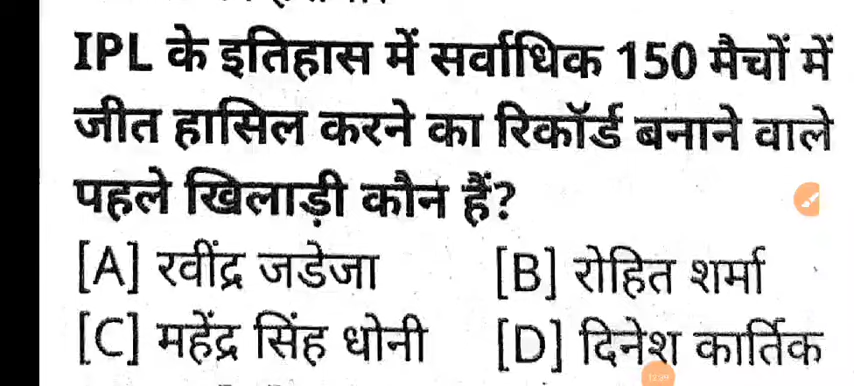 IPL के इतिहास में सर्वाधिक 150 मैचों में
जीत हासिल करने का रिकॉर्ड बनाने वाले
पहले खिलाड़ी कौन हैं?
[A] रवींद्र जडेजा [B] रोहित शर्मा
[C] महेंद्र सिंह धोनी [D] दिनेश कार्तिक